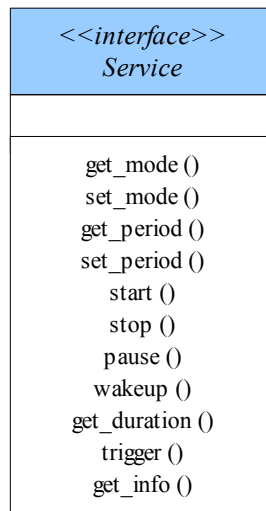 <<interface>>
Service
get_mode ()
set_mode ()
get_period ()
set_period ()
start ()
stop ()
pause ()
wakeup ()
get_duration ()
trigger ()
get_info ()